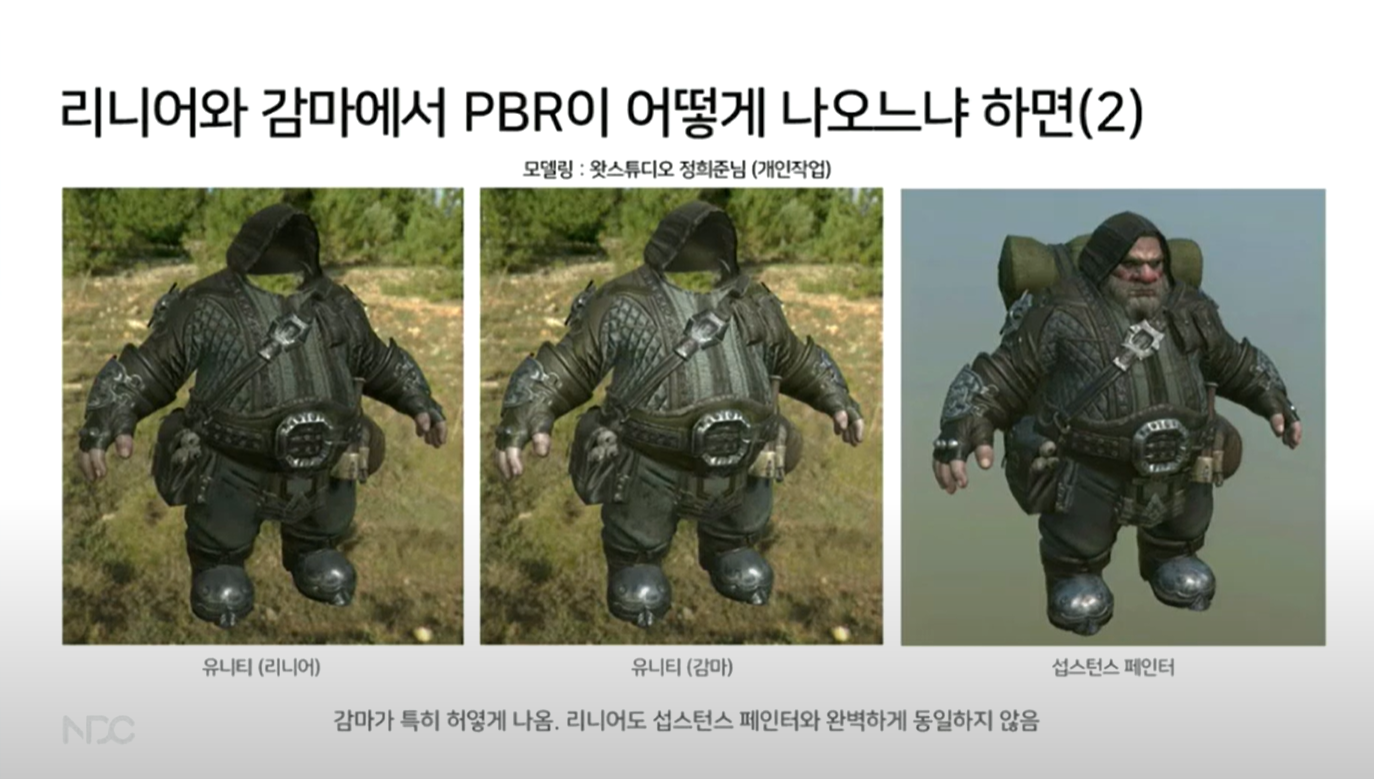 리니어와 감마에서 PBR이 어떻게 나오느냐 하면(2)
모델링 : 왓스튜디오 정희준님 (개인작업)
유니티 (리니어)
유니티 (감마)
섭스턴스 페인터
감마가 특히 허옇게 나옴. 리니어도 섭스턴스 페인터와 완벽하게 동일하지 않음
NDC